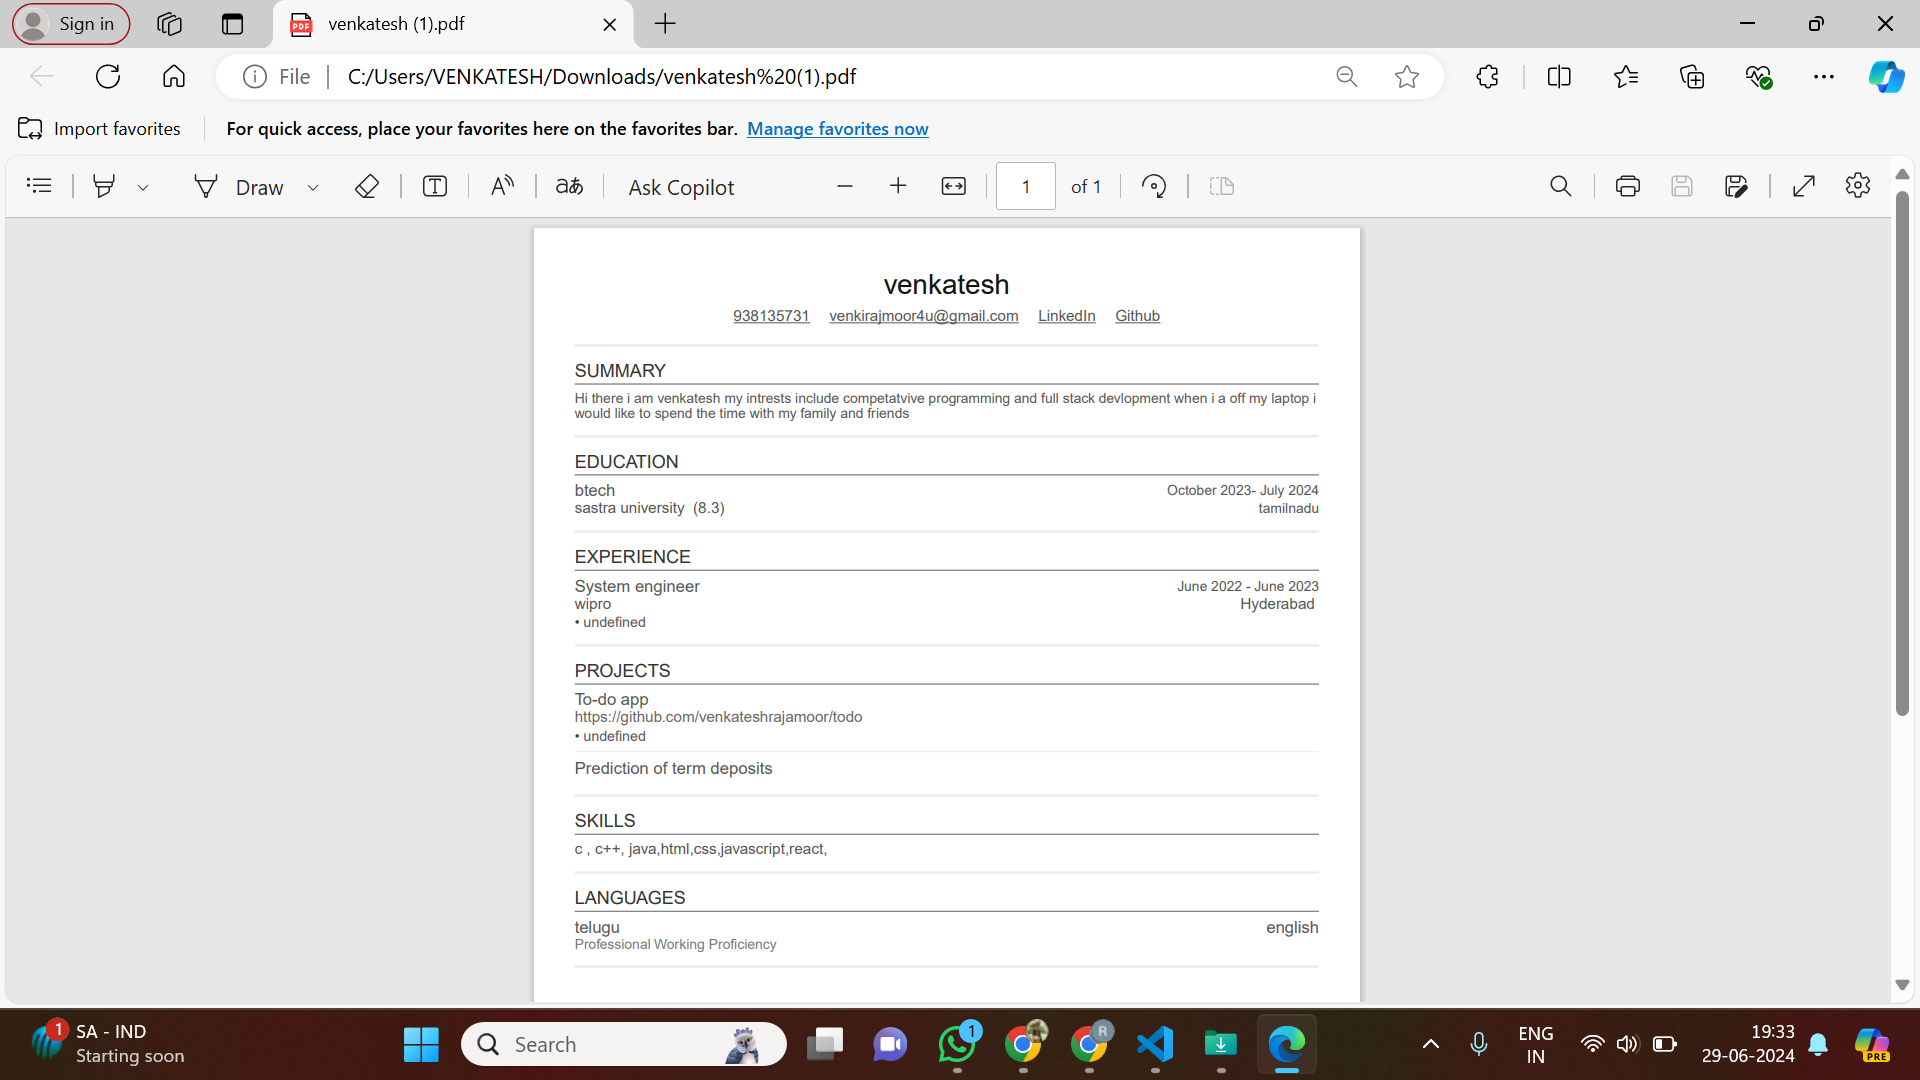 Sign in
venkatesh (1).pdf
File
C:/Users/VENKATESH/Downloads/venkatesh%20(1).pdf
Import favorites
For quick access, place your favorites here on the favorites bar. Manage favorites now
PDF
Draw
A
aあ
Ask Copilot
1 of 1
venkatesh
938135731 venkirajmoor4u@gmail.com LinkedIn Github
SUMMARY
Hi there i am venkatesh my intrests include competatvive programming and full stack devlopment when i a off my laptop i
would like to spend the time with my family and friends
EDUCATION
btech October 2023- July 2024
sastra university (8.3) tamilnadu
EXPERIENCE
System engineer June 2022 - June 2023
wipro Hyderabad
• undefined
PROJECTS
To-do app
https://github.com/venkateshrajamoor/todo
• undefined
Prediction of term deposits
SKILLS
c , c++, java,html,css,javascript,react,
LANGUAGES
telugu english
Professional Working Proficiency
1
SA - IND
Starting soon
Search
1
R
ENG
IN
19:33
29-06-2024
PRE